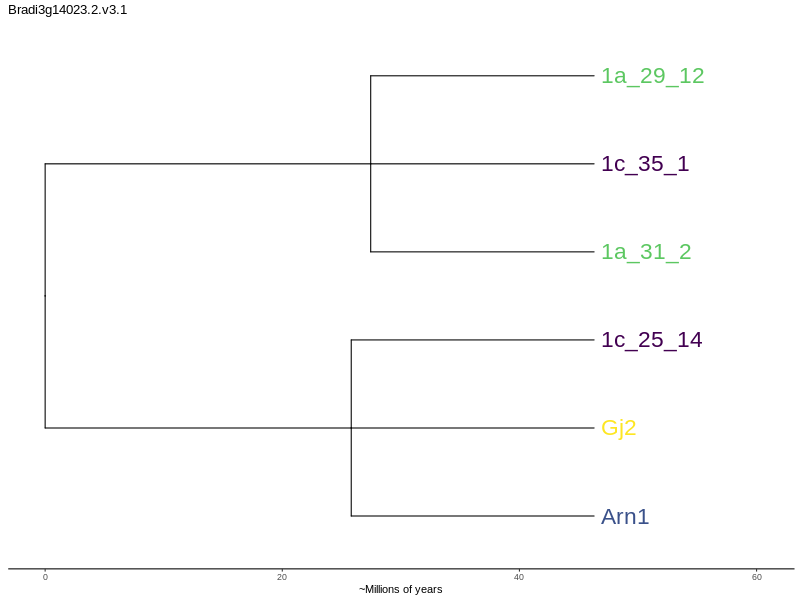 Bradi3g14023.2.v3.1
1a_29_12
1c_35_1
1a_31_2
1c_25_14
Gj2
Arn1
0 20 40 60
~Millions of years